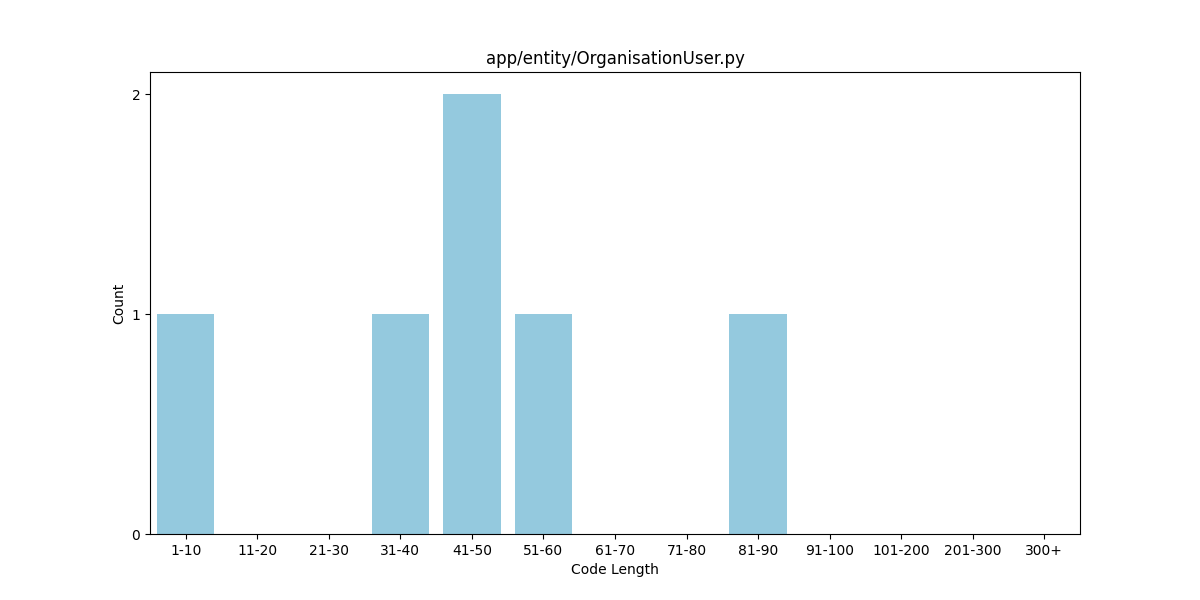 app/entity/OrganisationUser.py
2
1
0
Count
1-10 11-20 21-30 31-40 41-50 51-60 61-70 71-80 81-90 91-100 101-200 201-300 300+
Code Length